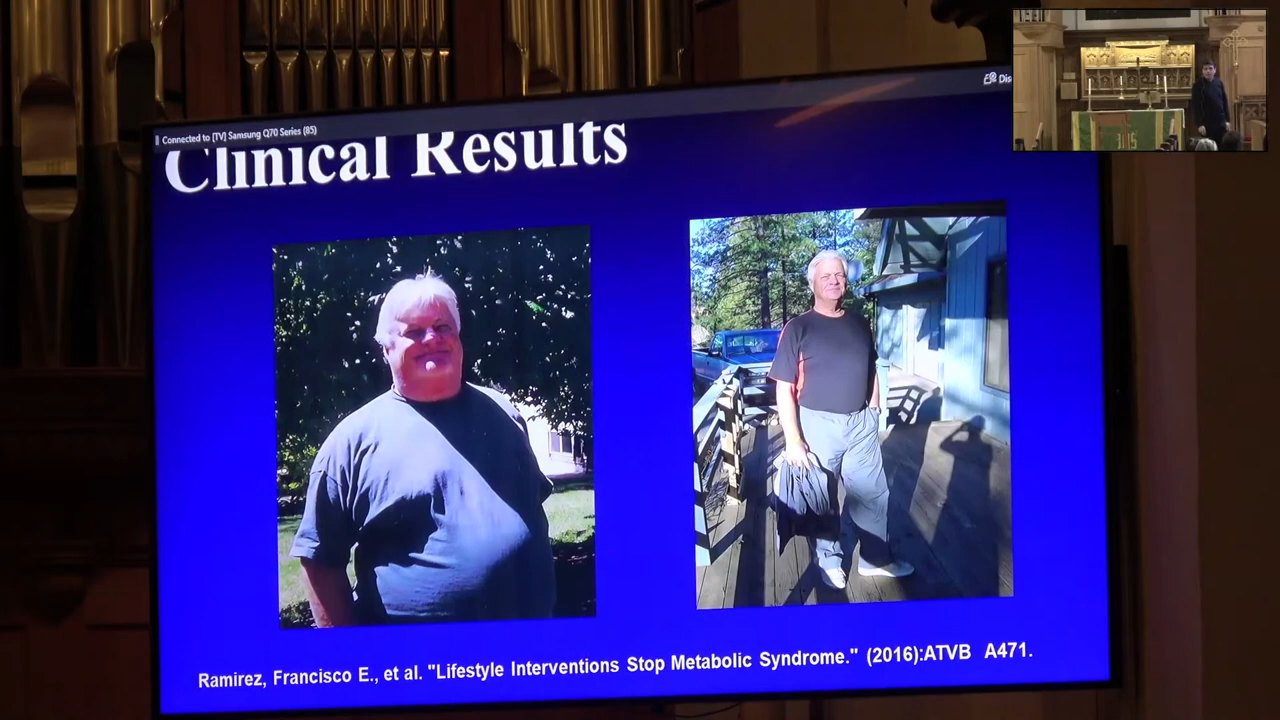 Connected to [TV] Samsung Q70 Series (85)
Clinical Results
Ramirez, Francisco E., et al. "Lifestyle Interventions Stop Metabolic Syndrome." (2016):ATVB A471.